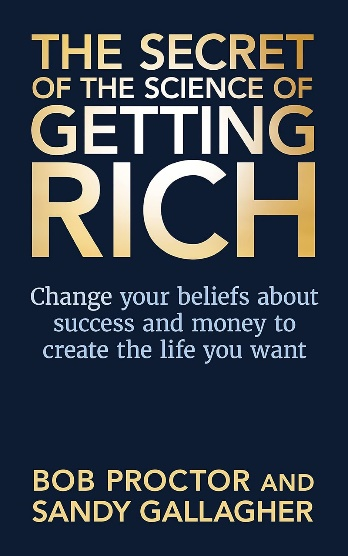 THE SECRET
OF THE SCIENCE OF
GETTING
RICH
Change your beliefs about
success and money to
create the life you want
BOB PROCTOR AND
SANDY GALLAGHER